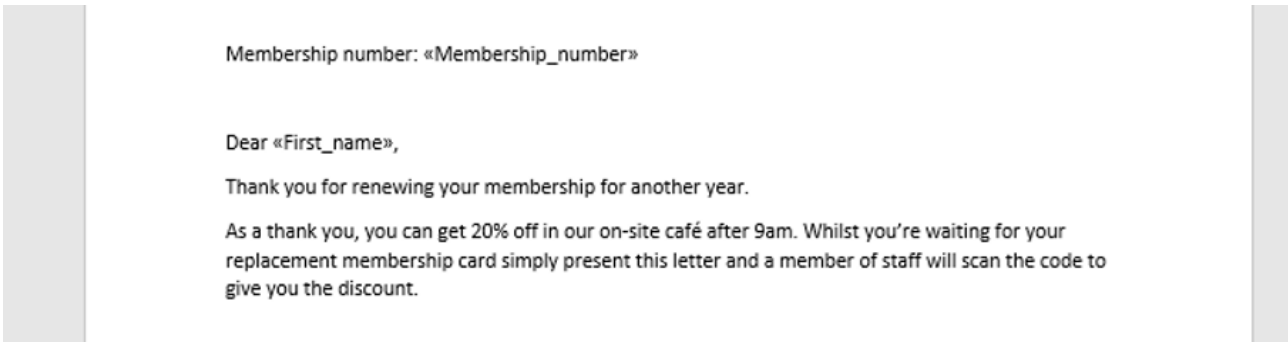 Membership number: «Membership_number»
Dear «First_name»,
Thank you for renewing your membership for another year.
As a thank you, you can get 20% off in our on-site café after 9am. Whilst you’re waiting for your
replacement membership card simply present this letter and a member of staff will scan the code to
give you the discount.